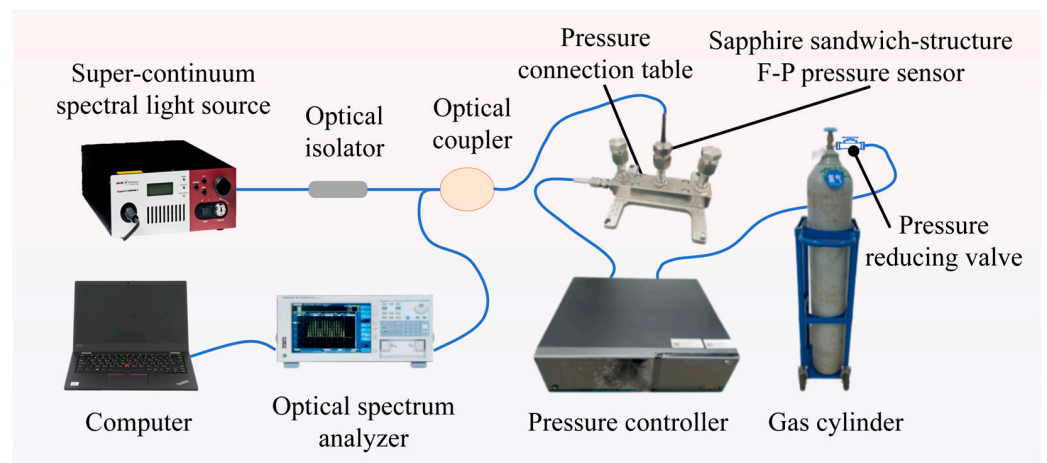 Pressure
connection table
Sapphire sandwich-structure
F-P pressure sensor
Super-continuum
spectral light source
Optical
isolator
Optical
coupler
Pressure
reducing valve
Computer
Optical spectrum
analyzer
Pressure controller
Gas cylinder